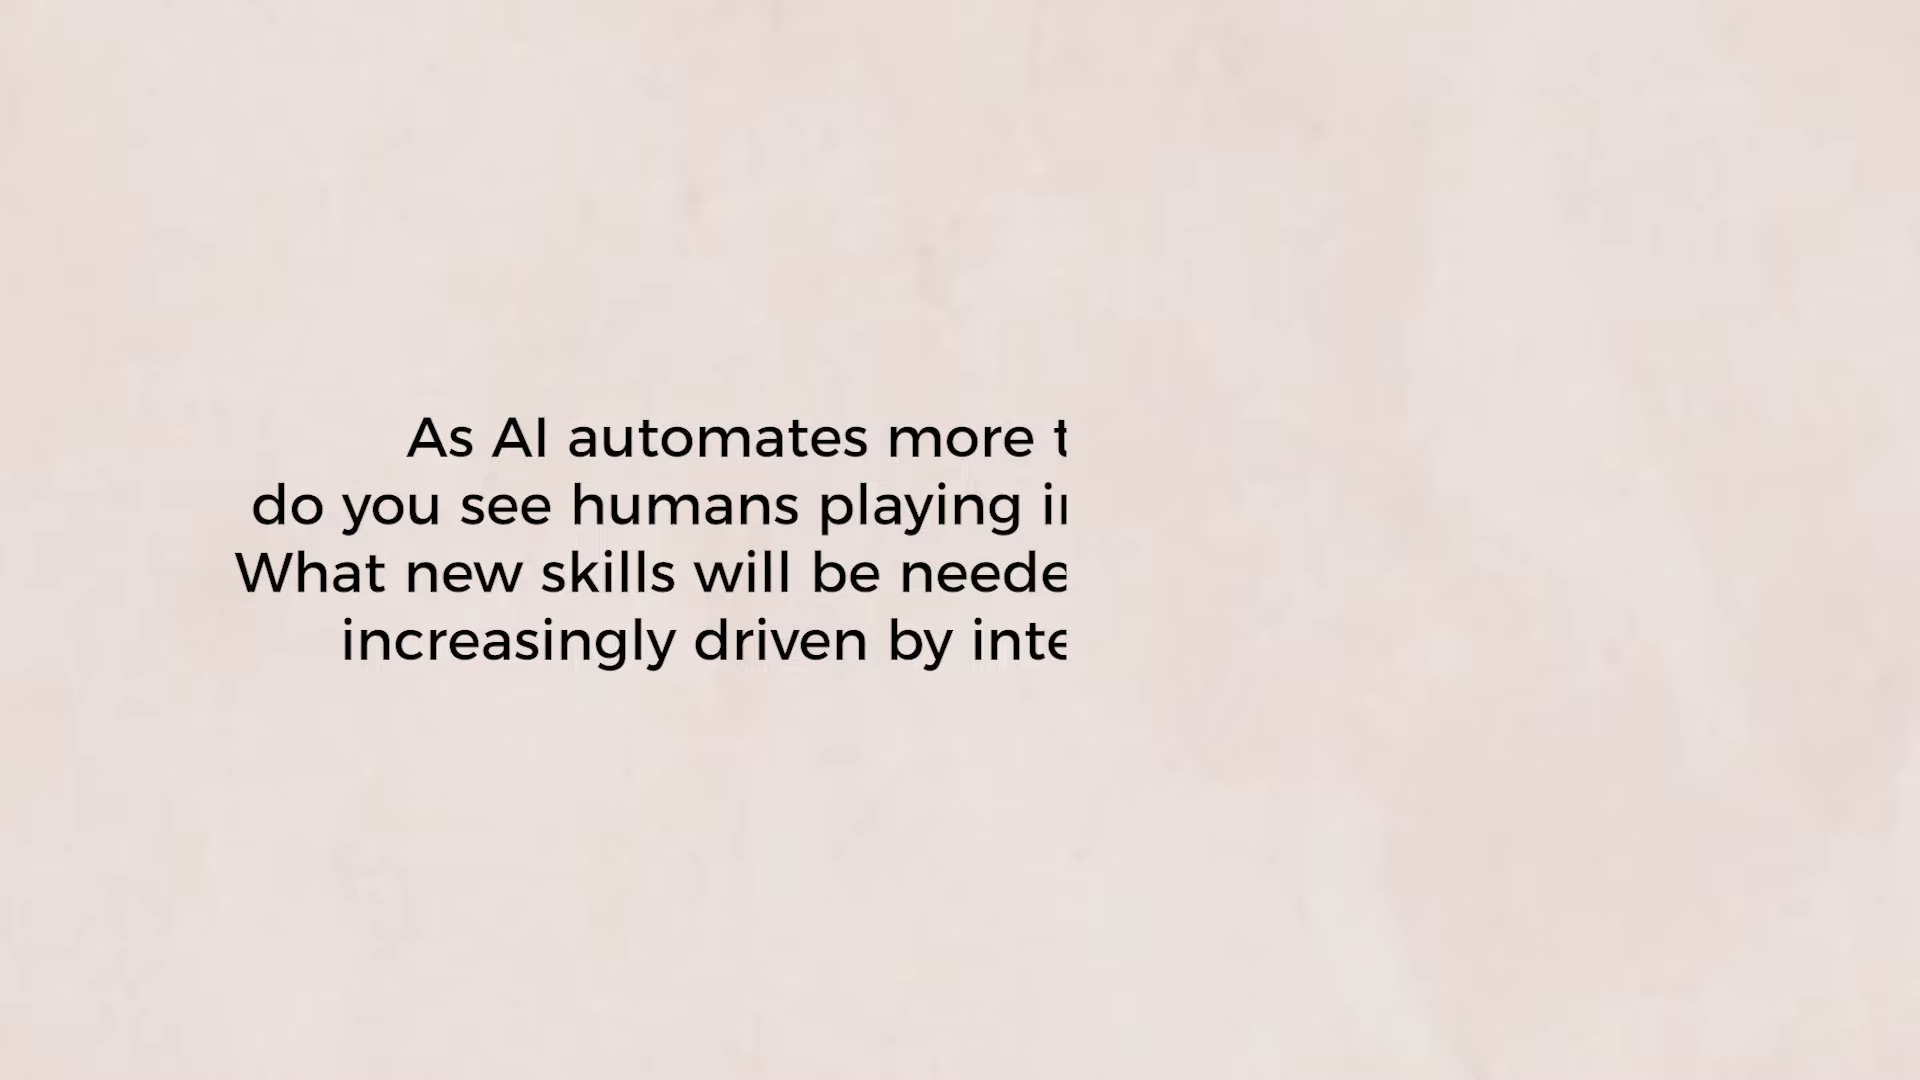 As AI automates more
do you see humans playing
What new skills will be
increasingly driven by